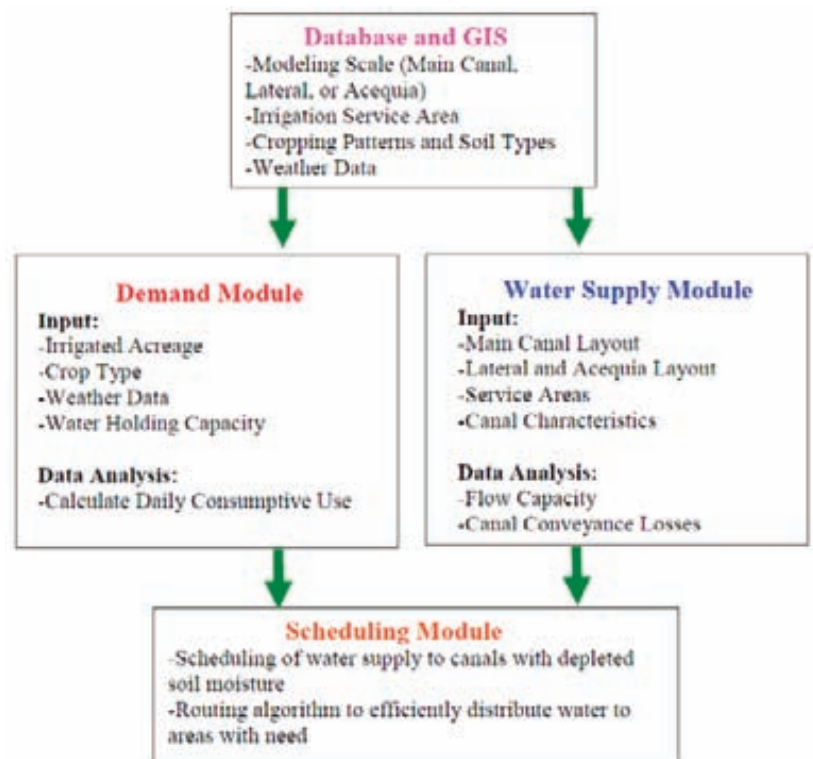 Database and GIS
-Modeling Scale (Main Canal,
Lateral, or Acequia)
-Irrigation Service Area
-Cropping Patterns and Soil Types
-Weather Data
Demand Module
Input:
-Irrigated Acreage
-Crop Type
-Weather Data
-Water Holding Capacity
Data Analysis:
-Calculate Daily Consumptive Use
Water Supply Module
Input:
-Main Canal Layout
-Lateral and Acequia Layout
-Service Areas
-Canal Characteristics
Data Analysis:
-Flow Capacity
-Canal Conveyance Losses
Scheduling Module
-Scheduling of water supply to canals with depleted
soil moisture
-Routing algorithm to efficiently distribute water to
areas with need